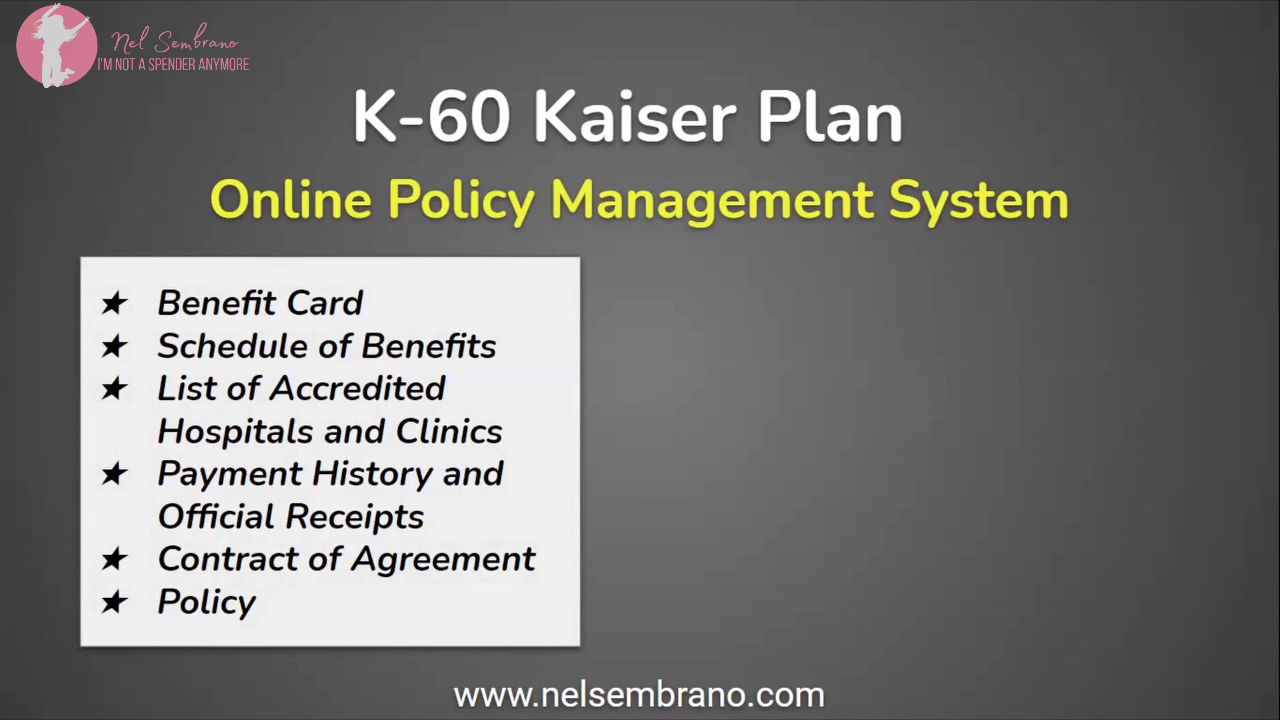 Nel Sembrano
I'M NOT A SPENDER ANYMORE
K-60 Kaiser Plan
Online Policy Management System
★ Benefit Card
★ Schedule of Benefits
★ List of Accredited
Hospitals and Clinics
★ Payment History and
Official Receipts
★ Contract of Agreement
★ Policy
www.nelsembrano.com